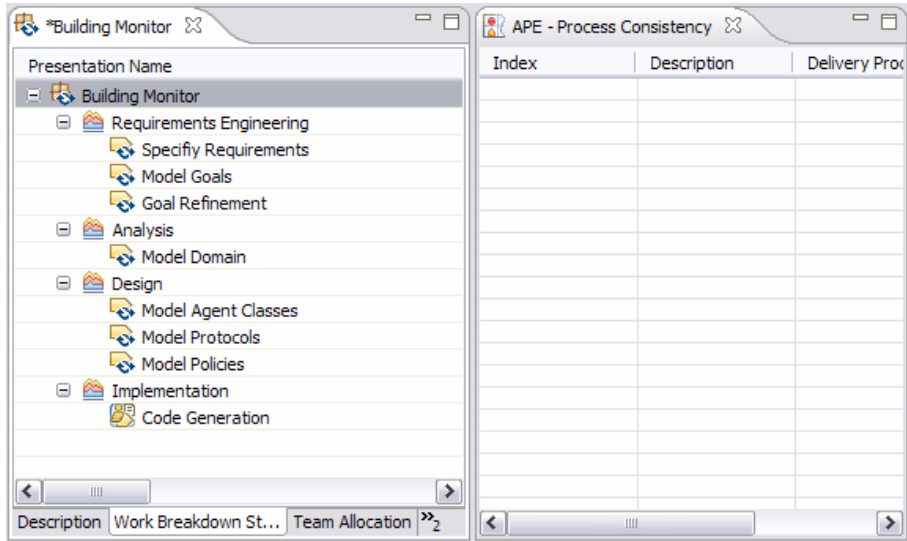 *Building Monitor
Presentation Name
Building Monitor
Requirements Engineering
Specifiy Requirements
Model Goals
Goal Refinement
Analysis
Model Domain
Design
Model Agent Classes
Model Protocols
Model Policies
Implementation
Code Generation
Description Work Breakdown St... Team Allocation »2
APE - Process Consistency
Index Description Delivery Proc